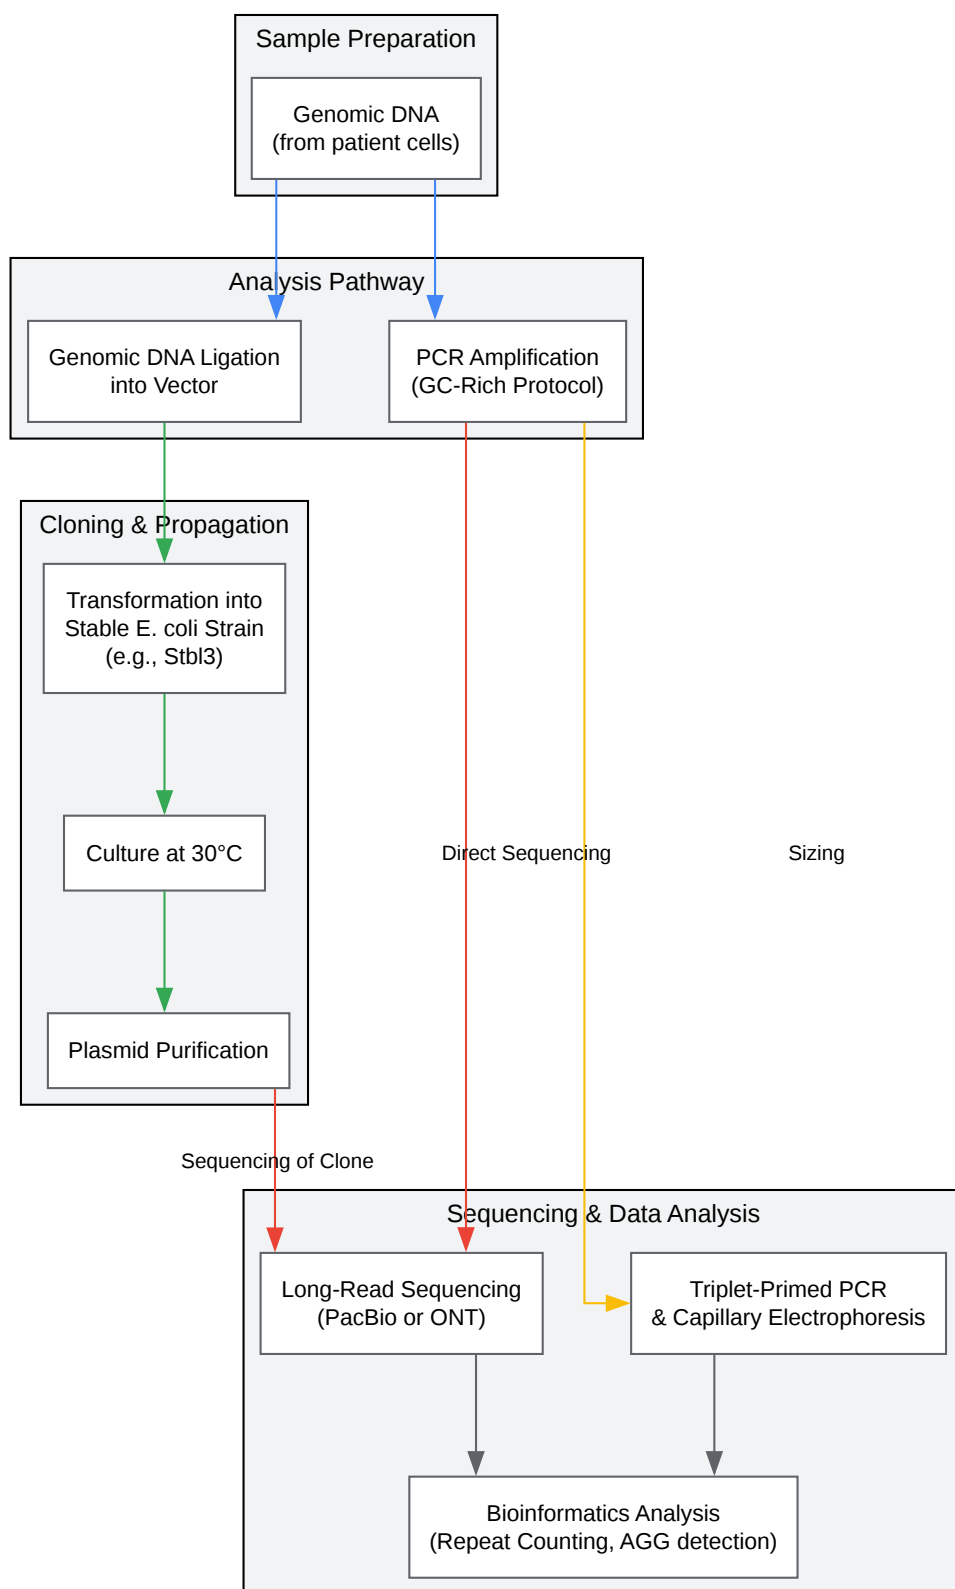 Sample Preparation
Genomic DNA
(from patient cells)
Analysis Pathway
Genomic DNA Ligation
into Vector
PCR Amplification
(GC-Rich Protocol)
Cloning & Propagation
Transformation into
Stable E. coli Strain
(e.g., Stbl3)
Culture at 30°C
Direct Sequencing
Sizing
Plasmid Purification
Sequencing of Clone
Sequencing & Data Analysis
Long-Read Sequencing
(PacBio or ONT)
Triplet-Primed PCR
& Capillary Electrophoresis
Bioinformatics Analysis
(Repeat Counting, AGG detection)